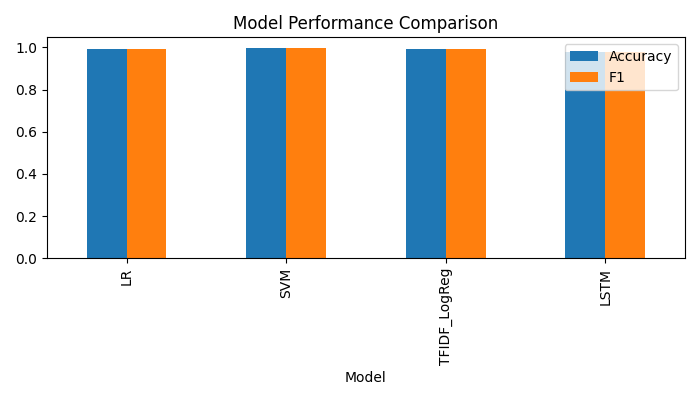 Model Performance Comparison
1.0
0.8
0.6
0.4
0.2
0.0
Accuracy
F1
LR
SVM
TFIDF_LogReg
LSTM
Model